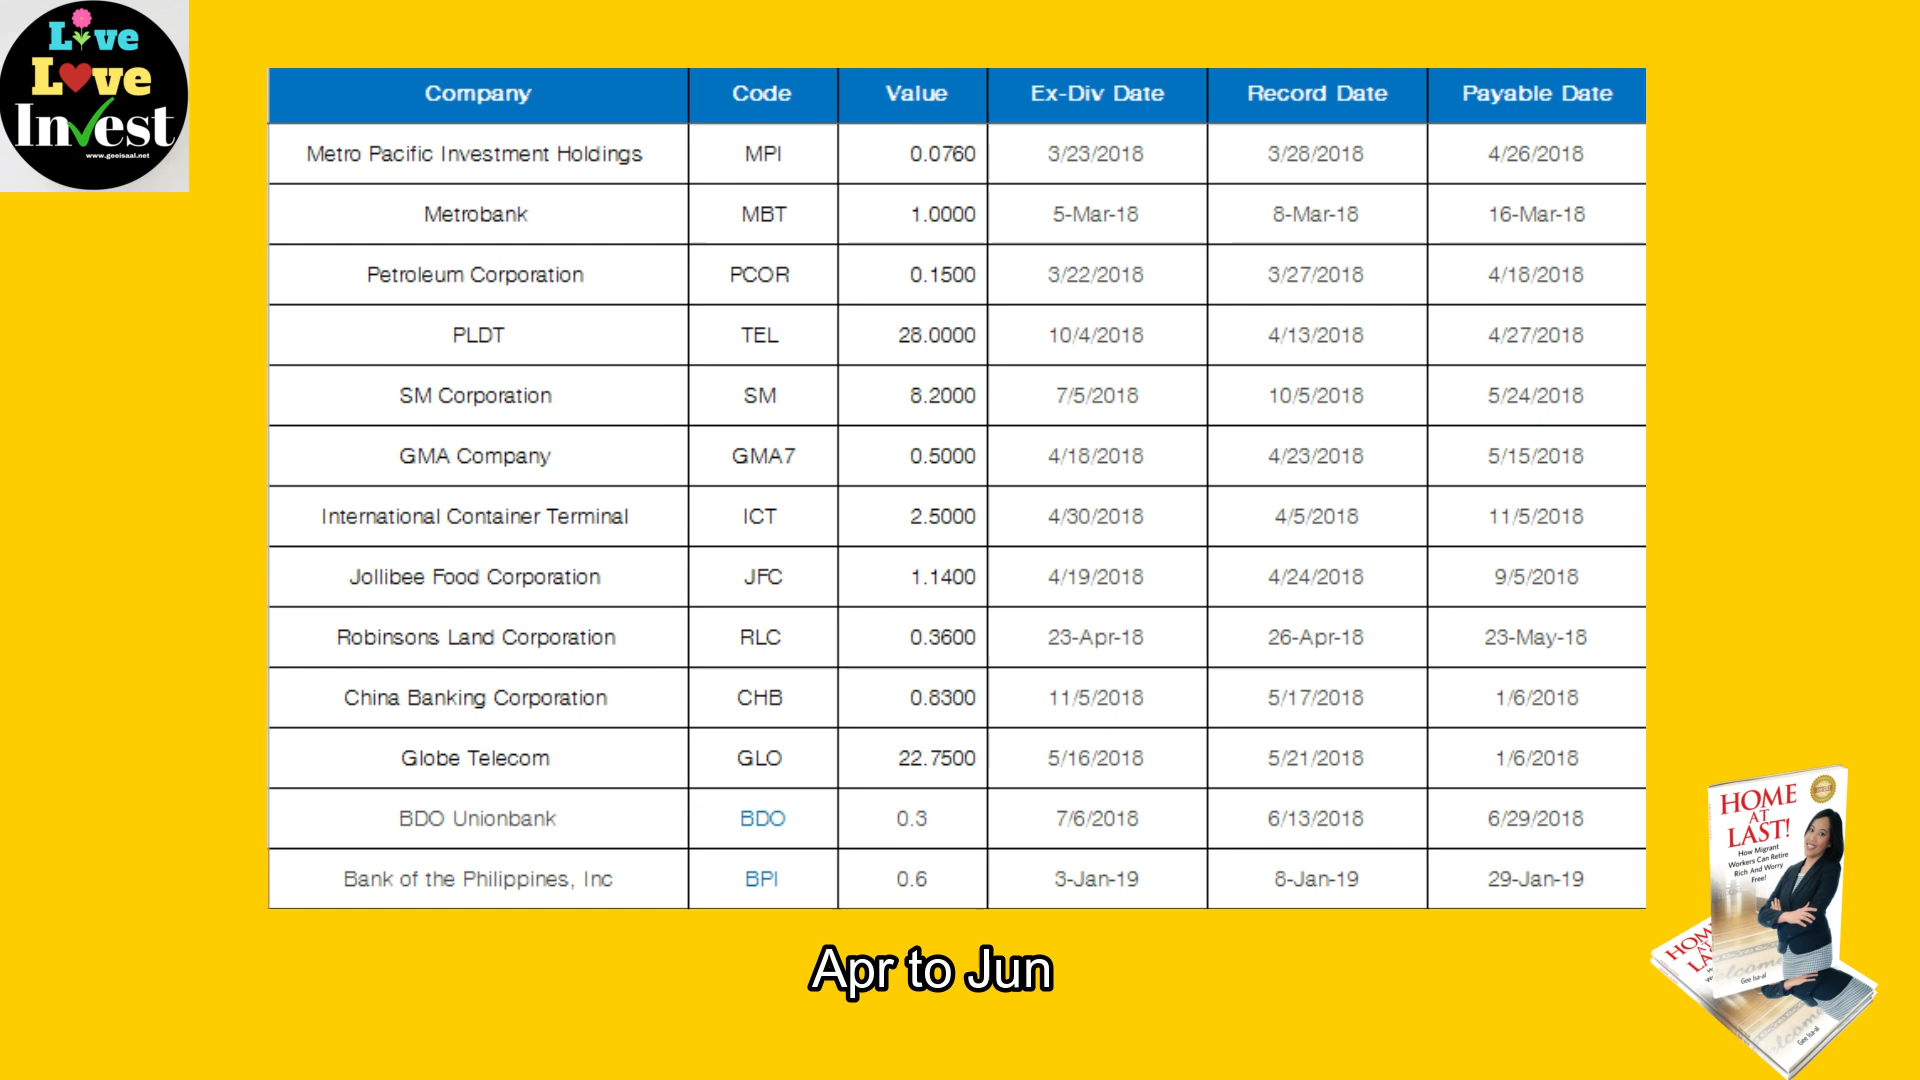 Live
Love
Invest
www.geeisaal.net
Company Code Value Ex-Div Date Record Date Payable Date
Metro Pacific Investment Holdings MPI 0.0760 3/23/2018 3/28/2018 4/26/2018
Metrobank MBT 1.0000 5-Mar-18 8-Mar-18 16-Mar-18
Petroleum Corporation PCOR 0.1500 3/22/2018 3/27/2018 4/18/2018
PLDT TEL 28.0000 10/4/2018 4/13/2018 4/27/2018
SM Corporation SM 8.2000 7/5/2018 10/5/2018 5/24/2018
GMA Company GMA7 0.5000 4/18/2018 4/23/2018 5/15/2018
International Container Terminal ICT 2.5000 4/30/2018 4/5/2018 11/5/2018
Jollibee Food Corporation JFC 1.1400 4/19/2018 4/24/2018 9/5/2018
Robinsons Land Corporation RLC 0.3600 23-Apr-18 26-Apr-18 23-May-18
China Banking Corporation CHB 0.8300 11/5/2018 5/17/2018 1/6/2018
Globe Telecom GLO 22.7500 5/16/2018 5/21/2018 1/6/2018
BDO Unionbank BDO 0.3 7/6/2018 6/13/2018 6/29/2018
Bank of the Philippines, Inc BPI 0.6 3-Jan-19 8-Jan-19 29-Jan-19
Apr to Jun
HOME
AT
LAST!
How Migrant
Workers Can Retire
Rich And Worry
Free!
Gee Isa-al
Gee Isa-al